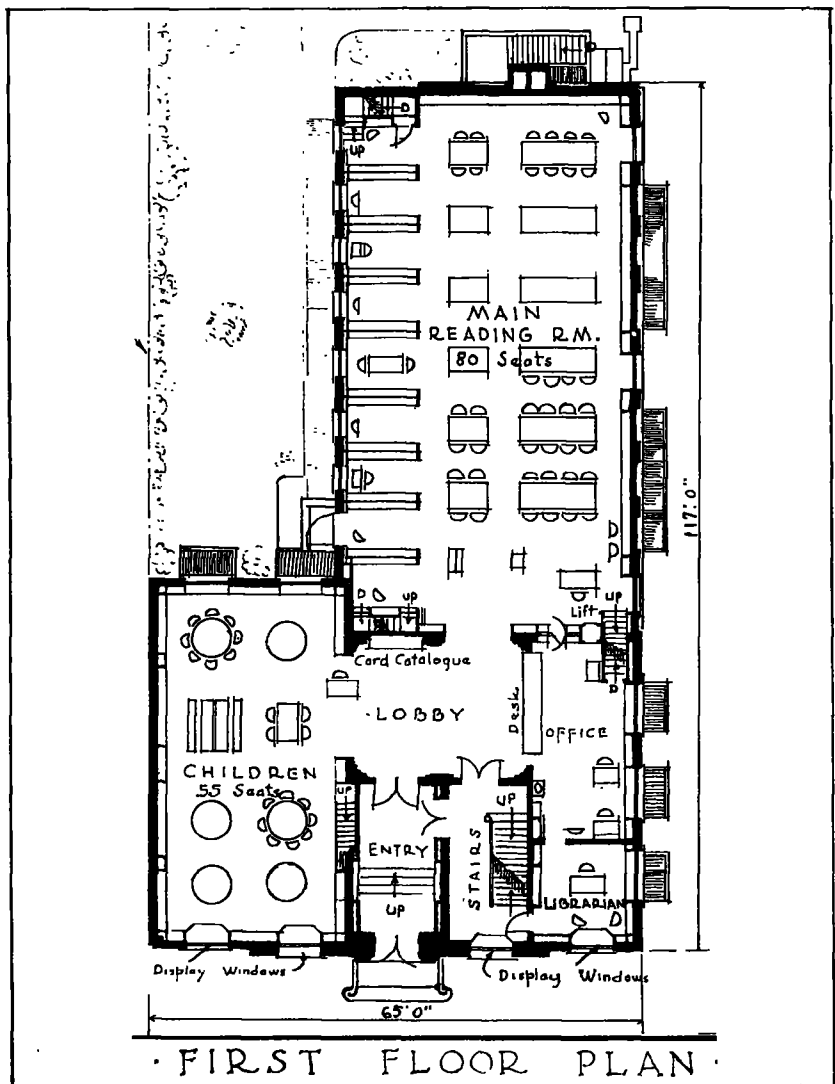 D
UP
MAIN
READING RM.
80 Seats
117'.0"
D
UP
Lift
UP
D
Card Catalogue
LOBBY
Desk
OFFICE
CHILDREN
55 Seats
UP
UP
ENTRY
STAIRS
UP
LIBRARIAN
Display Windows
Display Windows
65'0"
· FIRST FLOOR PLAN ·